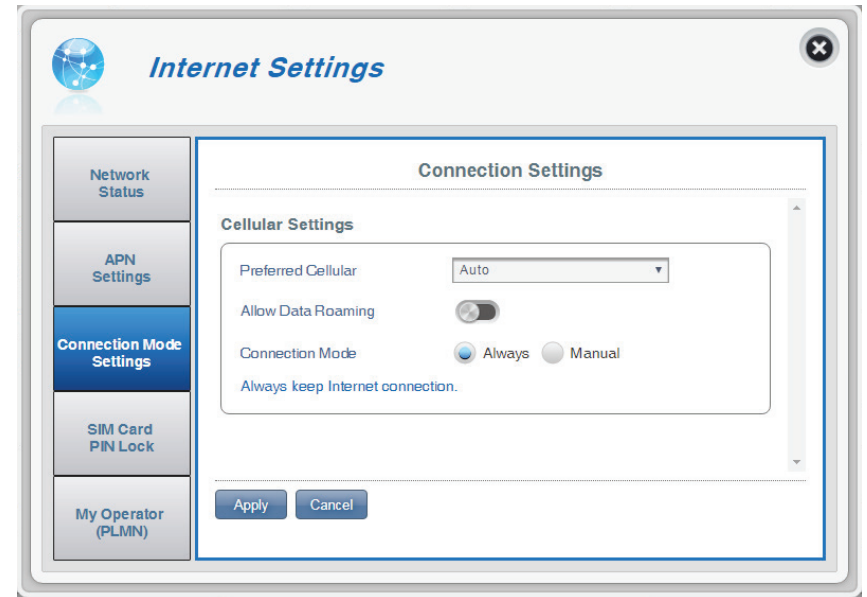 Internet Settings
Network
Status
APN
Settings
Connection Mode
Settings
SIM Card
PIN Lock
My Operator
(PLMN)
Connection Settings
Cellular Settings
Preferred Cellular Auto
Allow Data Roaming
Connection Mode Always Manual
Always keep Internet connection.
Apply Cancel